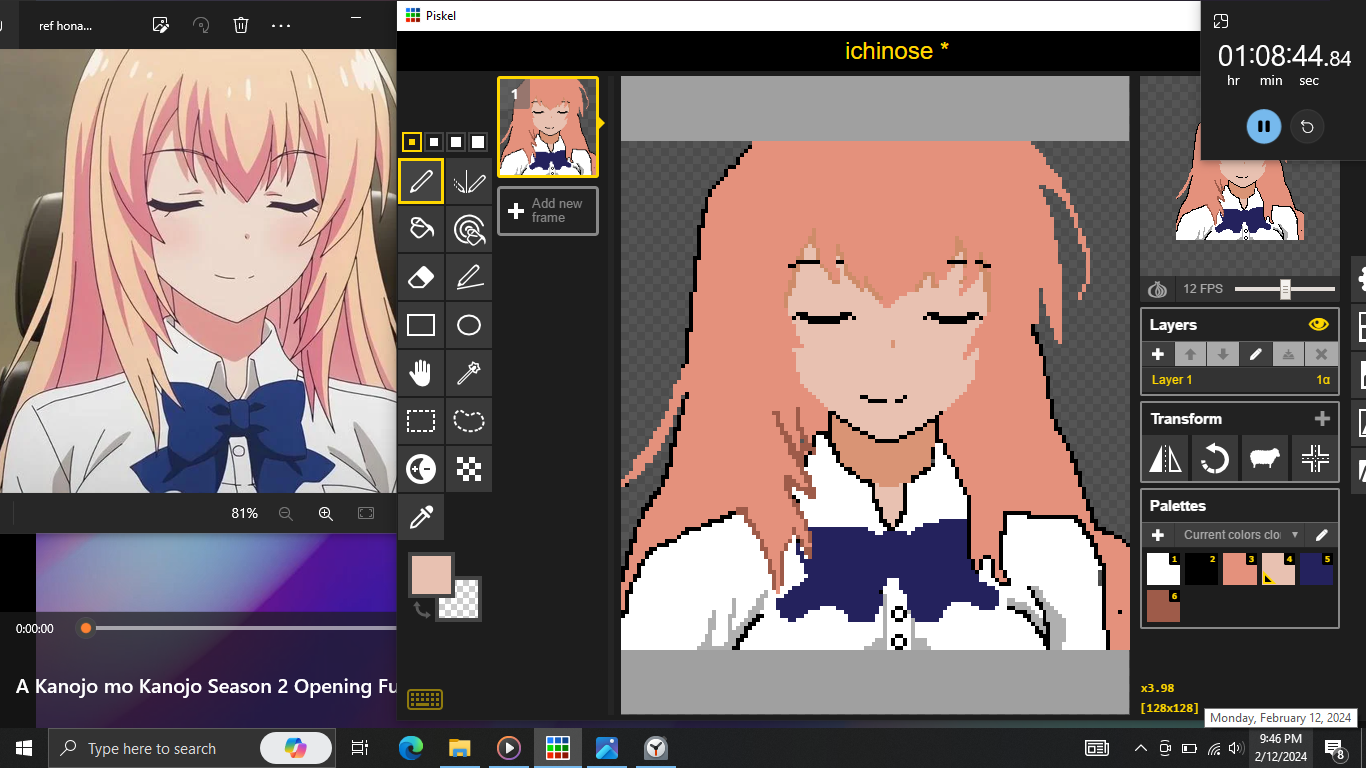 ref hona...
Piskel
ichinose *
01:08:44.84
hr min sec
1
Add new
frame
12 FPS
Layers
Layer 1
1α
Transform
Palettes
Current colors clo
1 2 3 4 5
6
81%
0:00:00
A Kanojo mo Kanojo Season 2 Opening Fu
x3.98
[128x128]
Monday, February 12, 2024
Type here to search
9:46 PM
2/12/2024
8